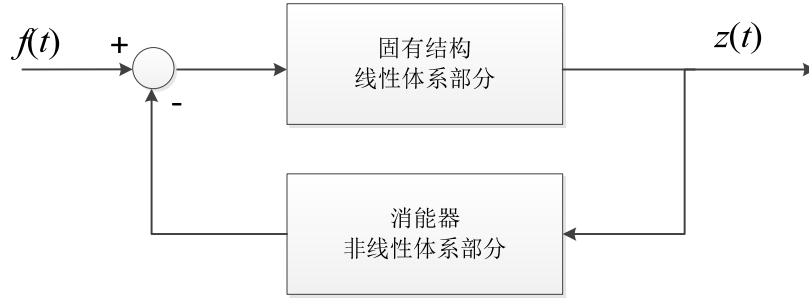 f(t)
+
固有结构
线性体系部分
z(t)
-
消能器
非线性体系部分